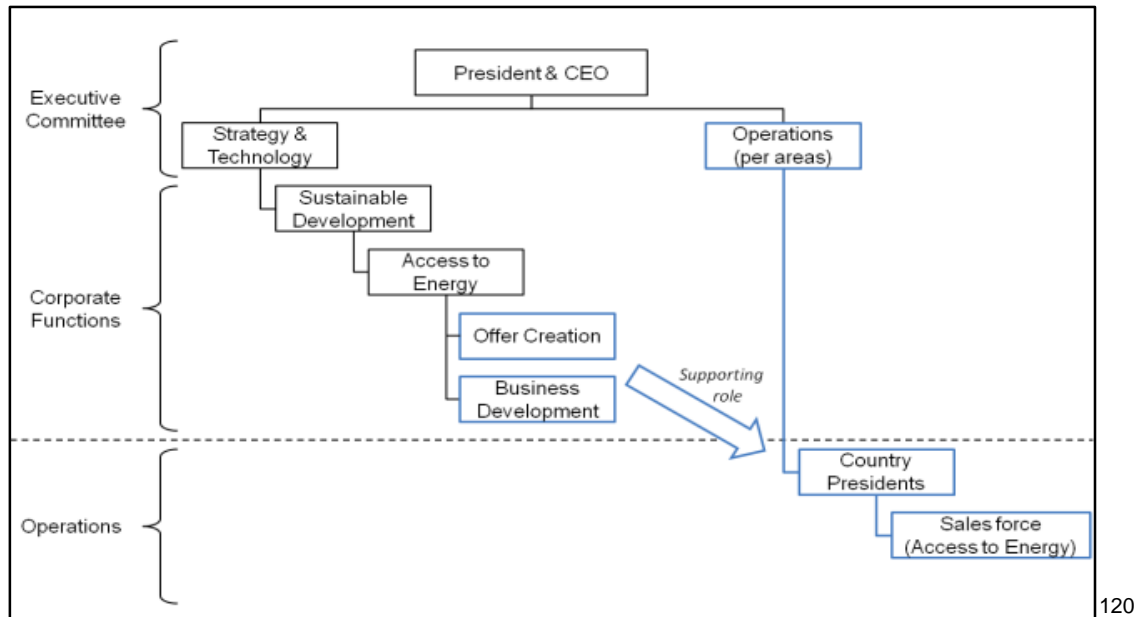 President & CEO
Executive
Committee
Strategy &
Technology
Operations
(per areas)
Sustainable
Development
Access to
Energy
Corporate
Functions
Offer Creation
Business
Development
Supporting
role
Country
Presidents
Operations
Sales force
(Access to Energy)
120